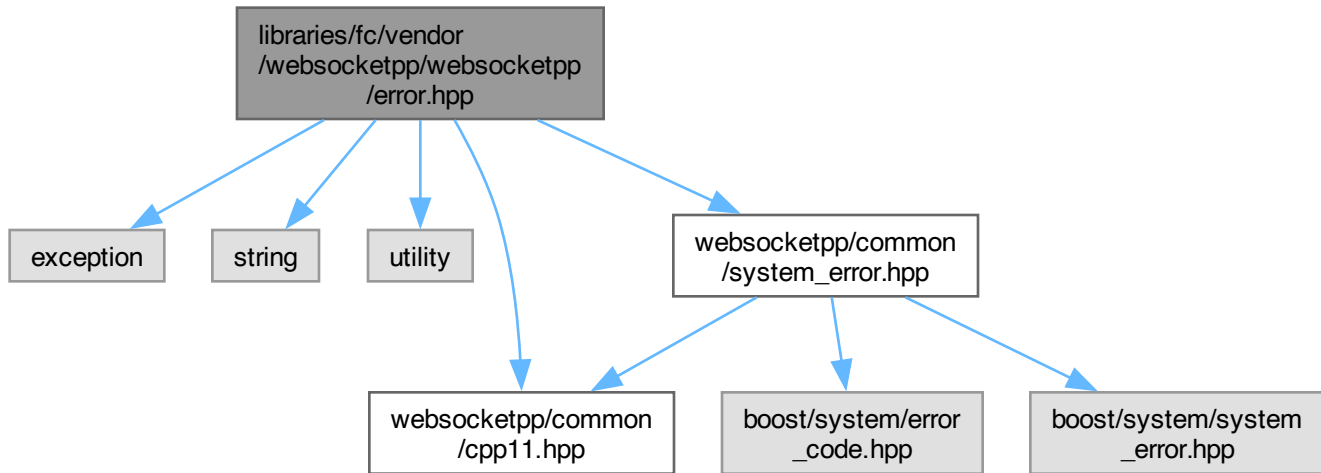 libraries/fc/vendor
/websocketpp/websocketpp
/error.hpp
exception
string
utility
websocketpp/common
/system_error.hpp
websocketpp/common
/cpp11.hpp
boost/system/error
_code.hpp
boost/system/system
_error.hpp